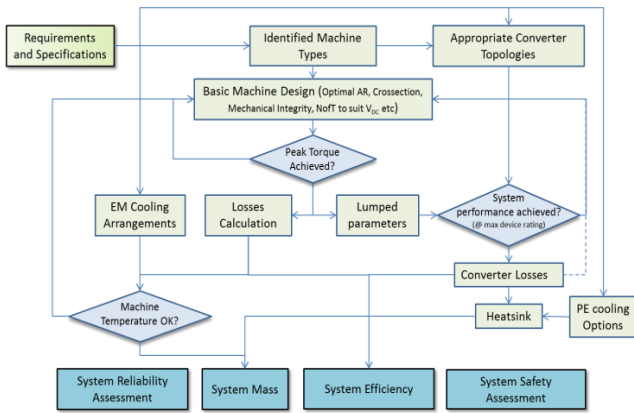 Requirements
and Specifications
Identified Machine
Types
Appropriate Converter
Topologies
Basic Machine Design (Optimal AR, Crossection,
Mechanical Integrity, NofT to suit VDC etc)
Peak Torque
Achieved?
EM Cooling
Arrangements
Losses
Calculation
Lumped
parameters
System
performance achieved?
(@ max device rating)
Converter Losses
Machine
Temperature OK?
Heatsink
PE cooling
Options
System Reliability
Assessment
System Mass
System Efficiency
System Safety
Assessment